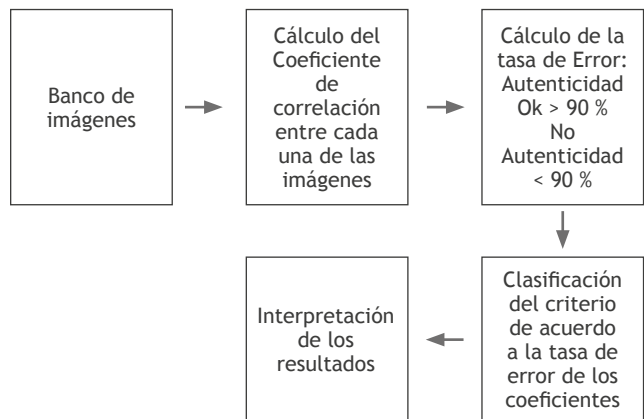 Banco de
imágenes
Cálculo del
Coeficiente
de
correlación
entre cada
una de las
imágenes
Cálculo de la
tasa de Error:
Autenticidad
Ok > 90 %
No
Autenticidad
< 90 %
Clasificación
del criterio
de acuerdo
a la tasa de
error de los
coeficientes
Interpretación
de los
resultados